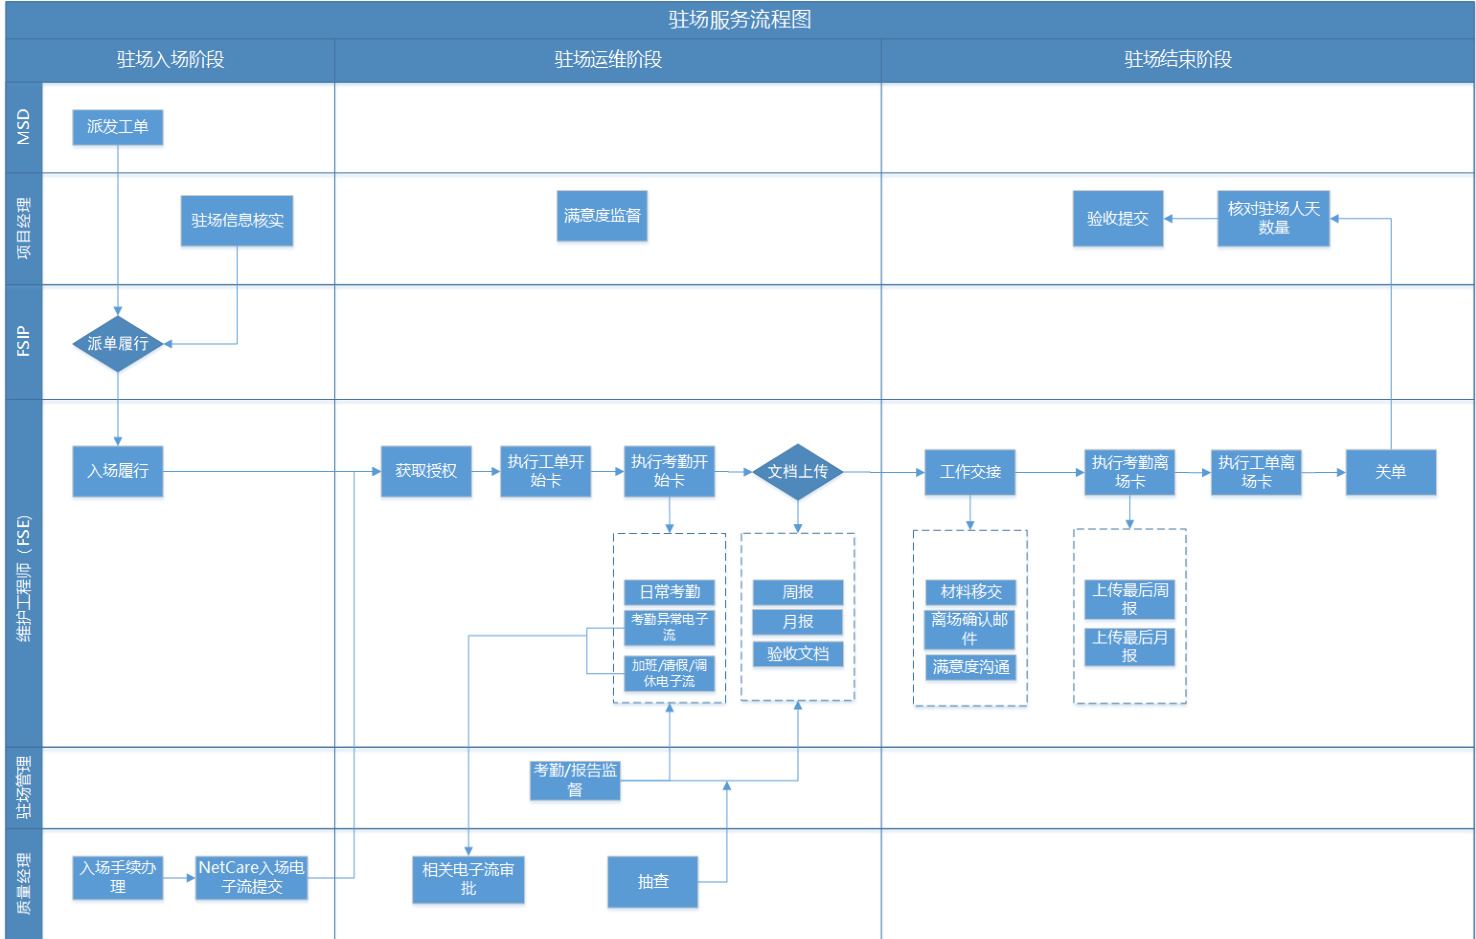 驻场服务流程图
驻场入场阶段
驻场运维阶段
驻场结束阶段
MSD
派发工单
项目经理
驻场信息核实
满意度监督
验收提交
核对驻场人天
数量
FSIP
派单履行
维护工程师（FSE）
入场履行
获取授权
执行工单开
始卡
执行考勤开
始卡
文档上传
工作交接
执行考勤离
场卡
执行工单离
场卡
关单
日常考勤
考勤异常电子
流
加班/请假/调
休电子流
周报
月报
验收文档
材料移交
离场确认邮
件
满意度沟通
上传最后周
报
上传最后月
报
驻场管理
考勤/报告监
督
质量经理
入场手续办
理
NetCare入场电
子流提交
相关电子流审
批
抽查